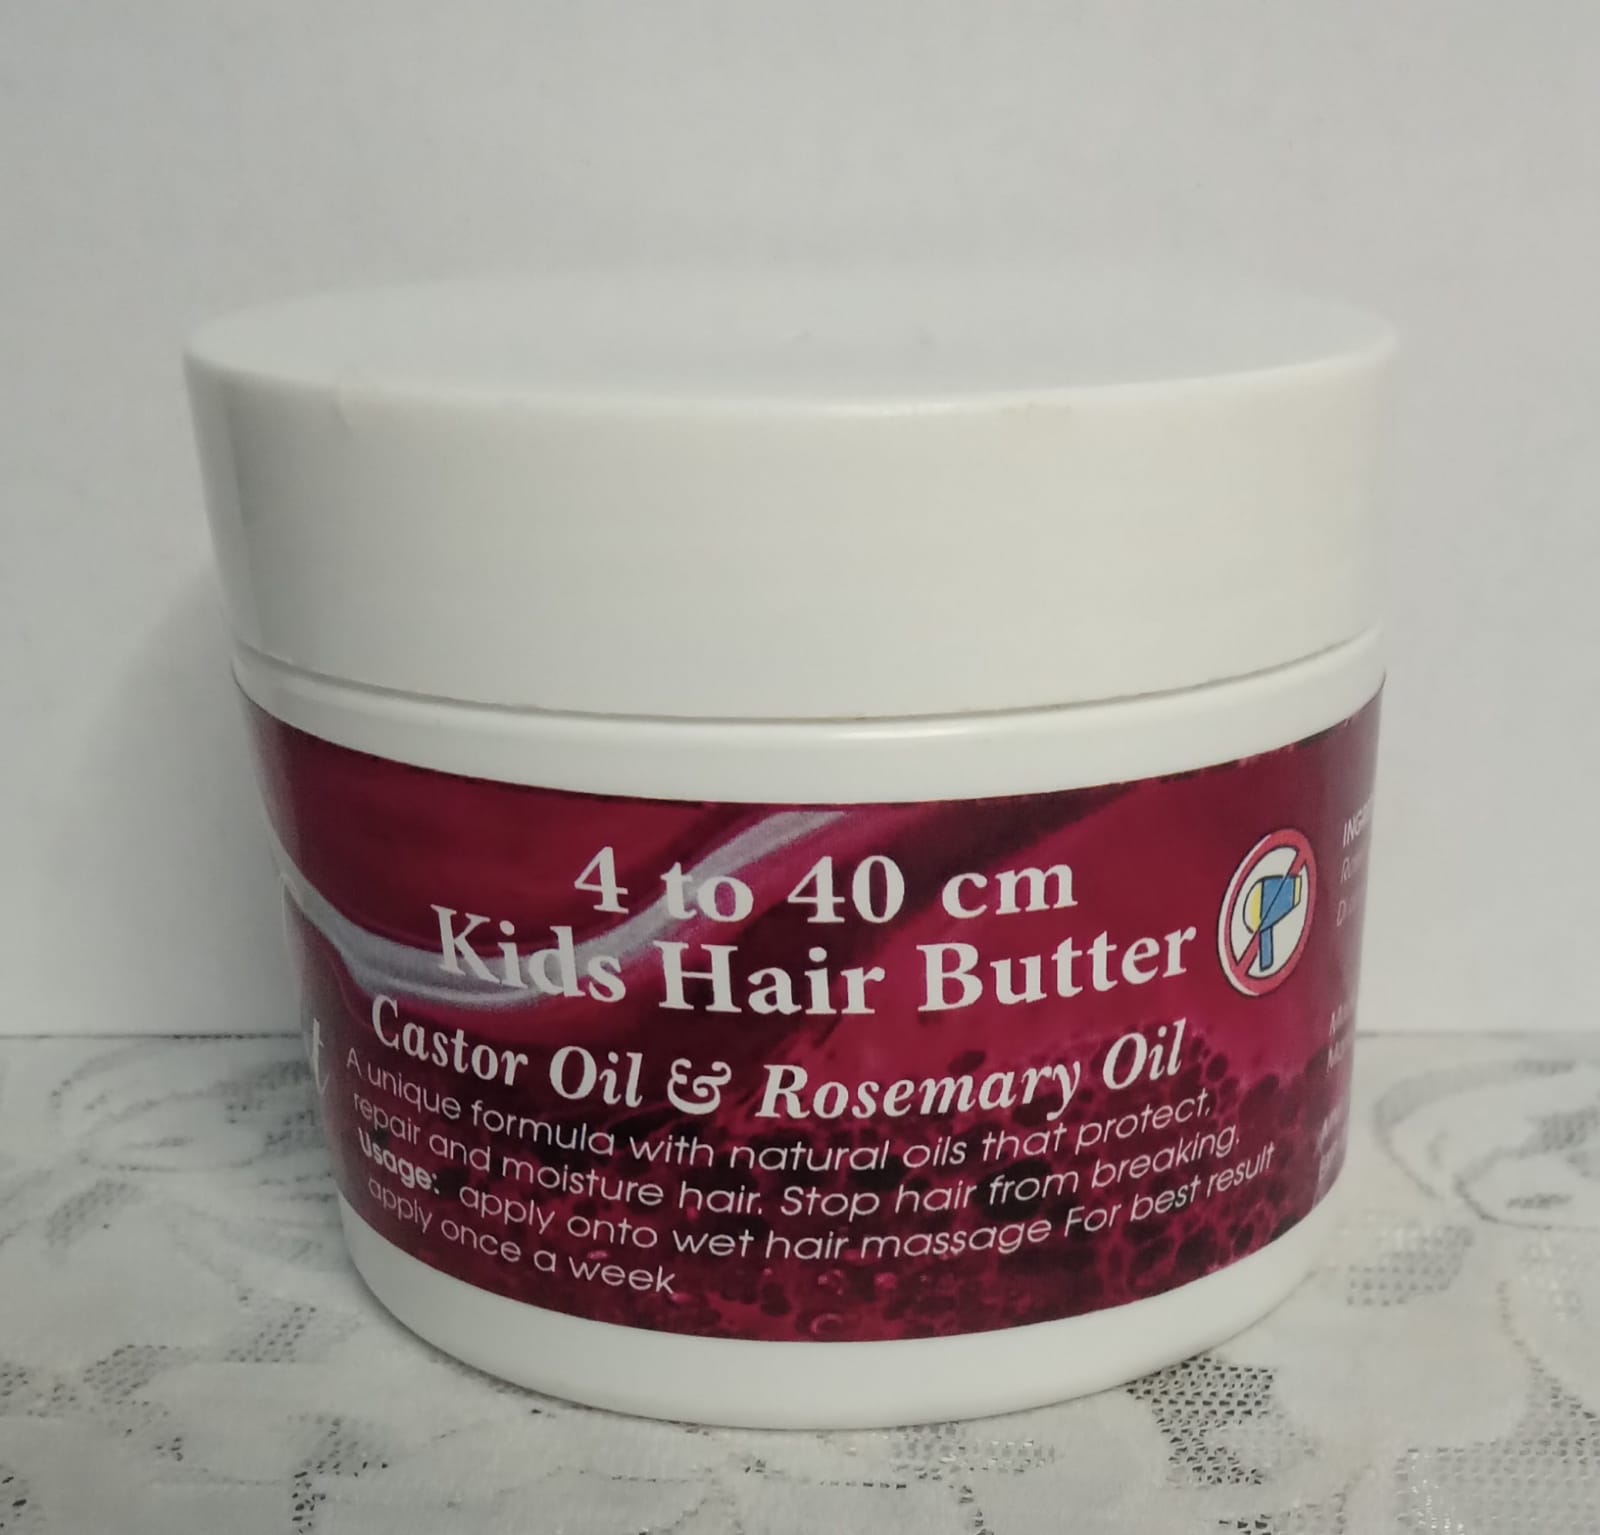 4 to 40 cm
Kids Hair Butter
Castor Oil & Rosemary Oil
A unique formula with natural oils that protect,
repair and moisture hair. Stop hair from breaking.
Usage: apply onto wet hair massage For best result
apply once a week